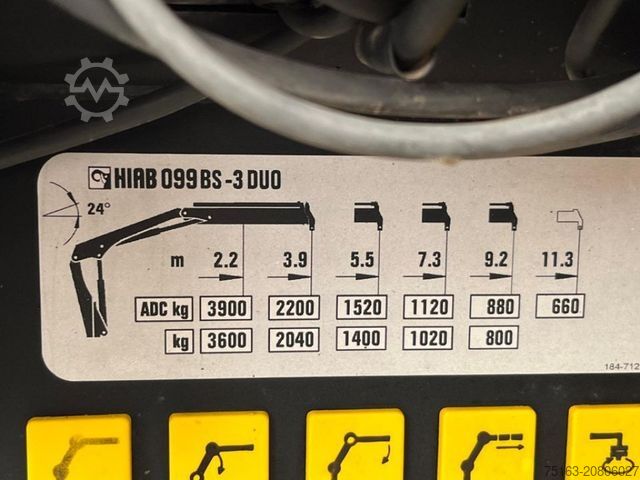 HIAB 099 BS -3 DUO
24°
m 2.2 3.9 5.5 7.3 9.2 11.3
ADC kg 3900 2200 1520 1120 880 660
kg 3600 2040 1400 1020 800
184-712
75163-20806027